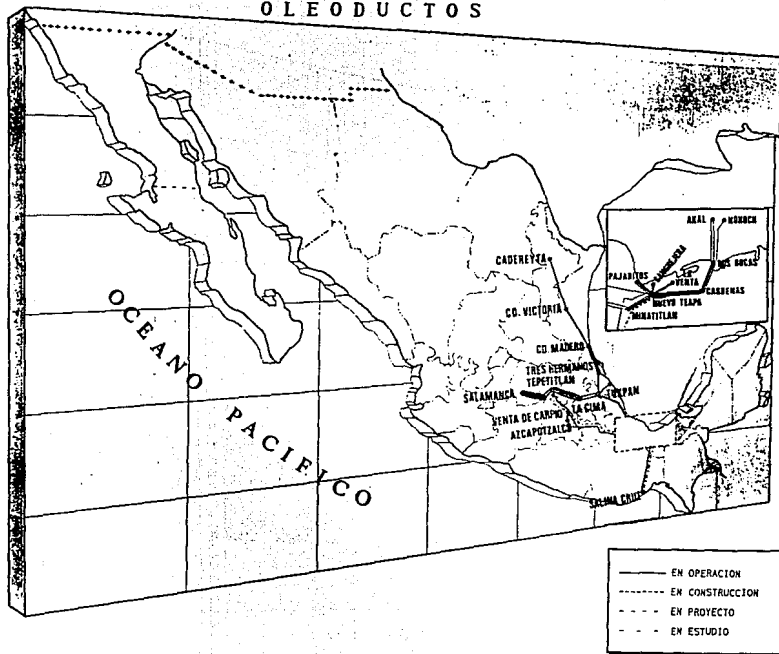 OLEODUCTOS
AKAL
NOHOCH
DOS BOCAS
PAJARITOS
CANGREJERA
LA VENTA
CARDENAS
NUEVO TEAPA
MINATITLAN
CADEREYTA
CD. VICTORIA
CD. MADERO
TRES HERMANOS
TEPETITLAN
SALAMANCA
TUXPAN
LA CIMA
VENTA DE CARPIO
AZCAPOTZALCO
SALINA CRUZ
OCEANO PACIFICO
EN OPERACION
EN CONSTRUCCION
EN PROYECTO
EN ESTUDIO